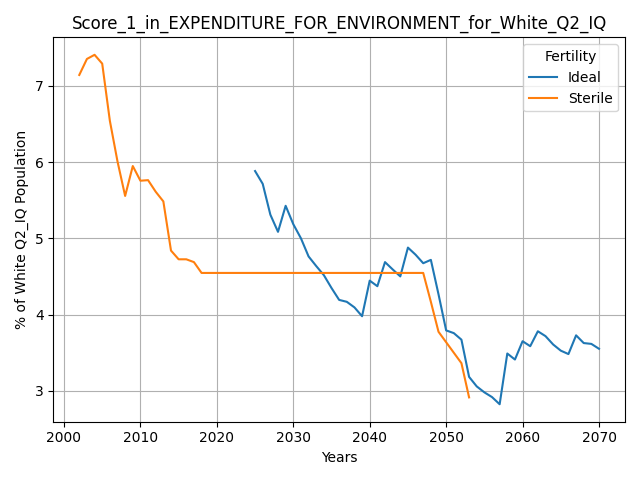 Score_1_in_EXPENDITURE_FOR_ENVIRONMENT_for_White_Q2_IQ
Fertility
Ideal
Sterile
% of White Q2_IQ Population
7
6
5
4
3
2000 2010 2020 2030 2040 2050 2060 2070
Years